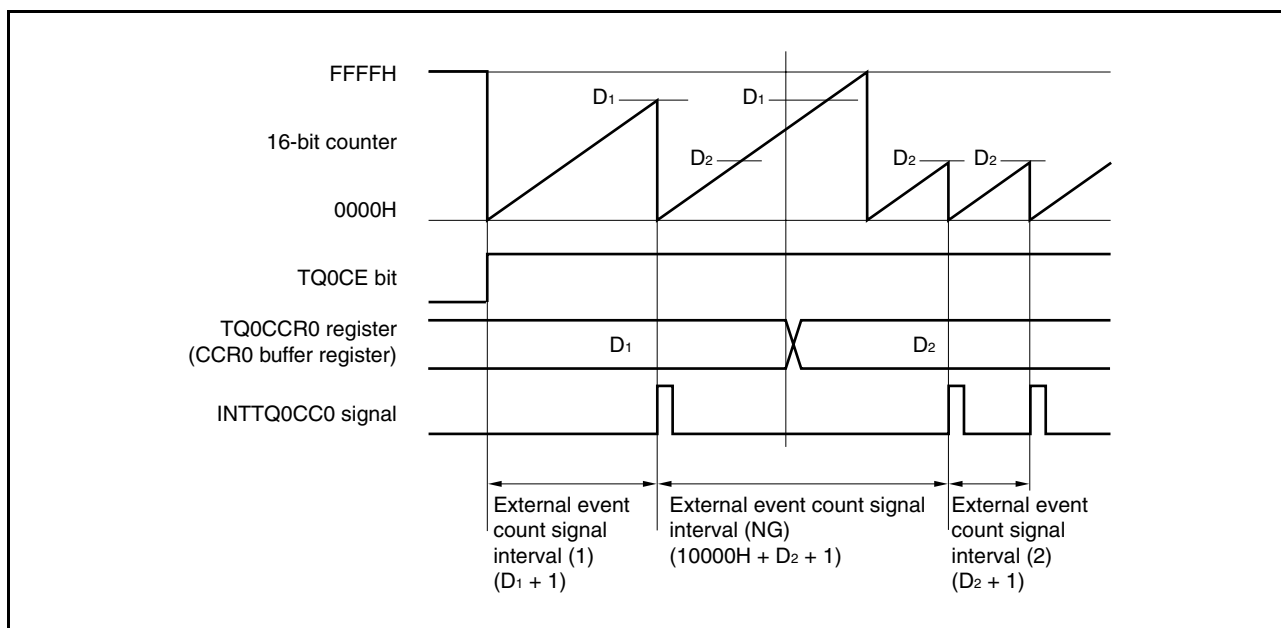 FFFFH
D1
D1
16-bit counter
D2
D2
D2
0000H
TQ0CE bit
TQ0CCR0 register
(CCR0 buffer register)
D1
D2
INTTQ0CC0 signal
External event
count signal
interval (1)
(D1 + 1)
External event count signal
interval (NG)
(10000H + D2 + 1)
External event
count signal
interval (2)
(D2 + 1)